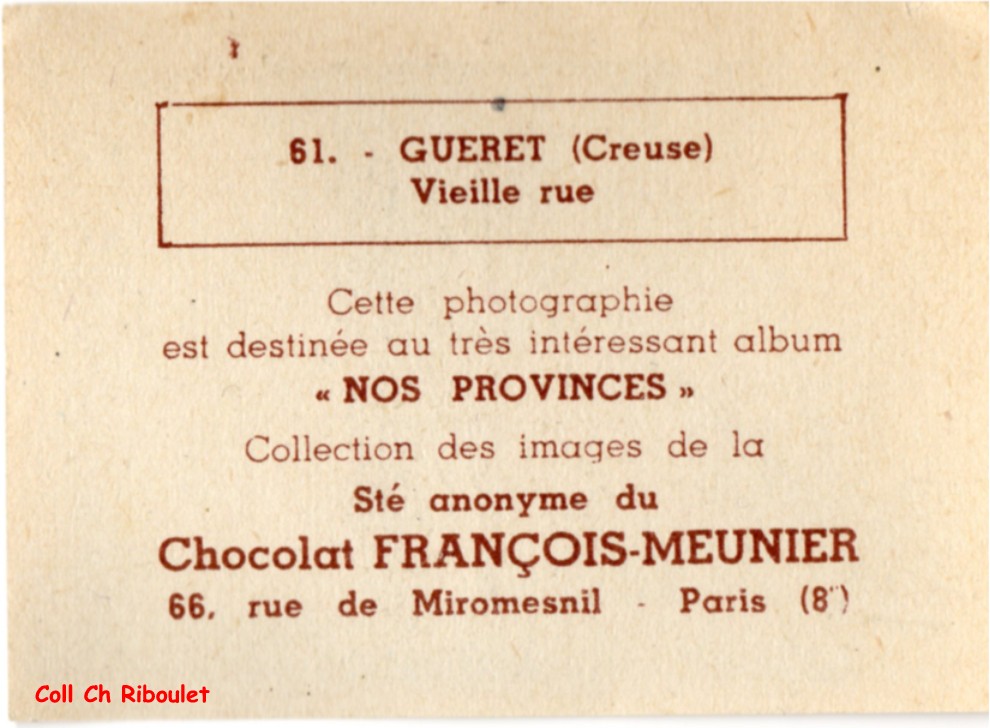 61. - GUERET (Creuse)
Vieille rue
Cette photographie
est destinée au très intéressant album
« NOS PROVINCES »
Collection des images de la
Sté anonyme du
Chocolat FRANÇOIS-MEUNIER
66, rue de Miromesnil - Paris (8ᵉ)
Coll Ch Riboulet